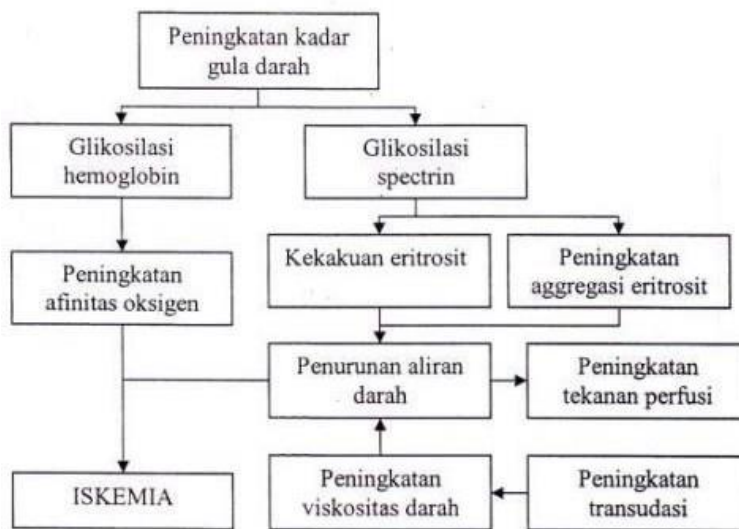 Peningkatan kadar
gula darah
Glikosilasi
hemoglobin
Glikosilasi
spectrin
Peningkatan
afinitas oksigen
Kekakuan eritrosit
Peningkatan
aggregasi eritrosit
Penurunan aliran
darah
Peningkatan
tekanan perfusi
ISKEMIA
Peningkatan
viskositas darah
Peningkatan
transudasi